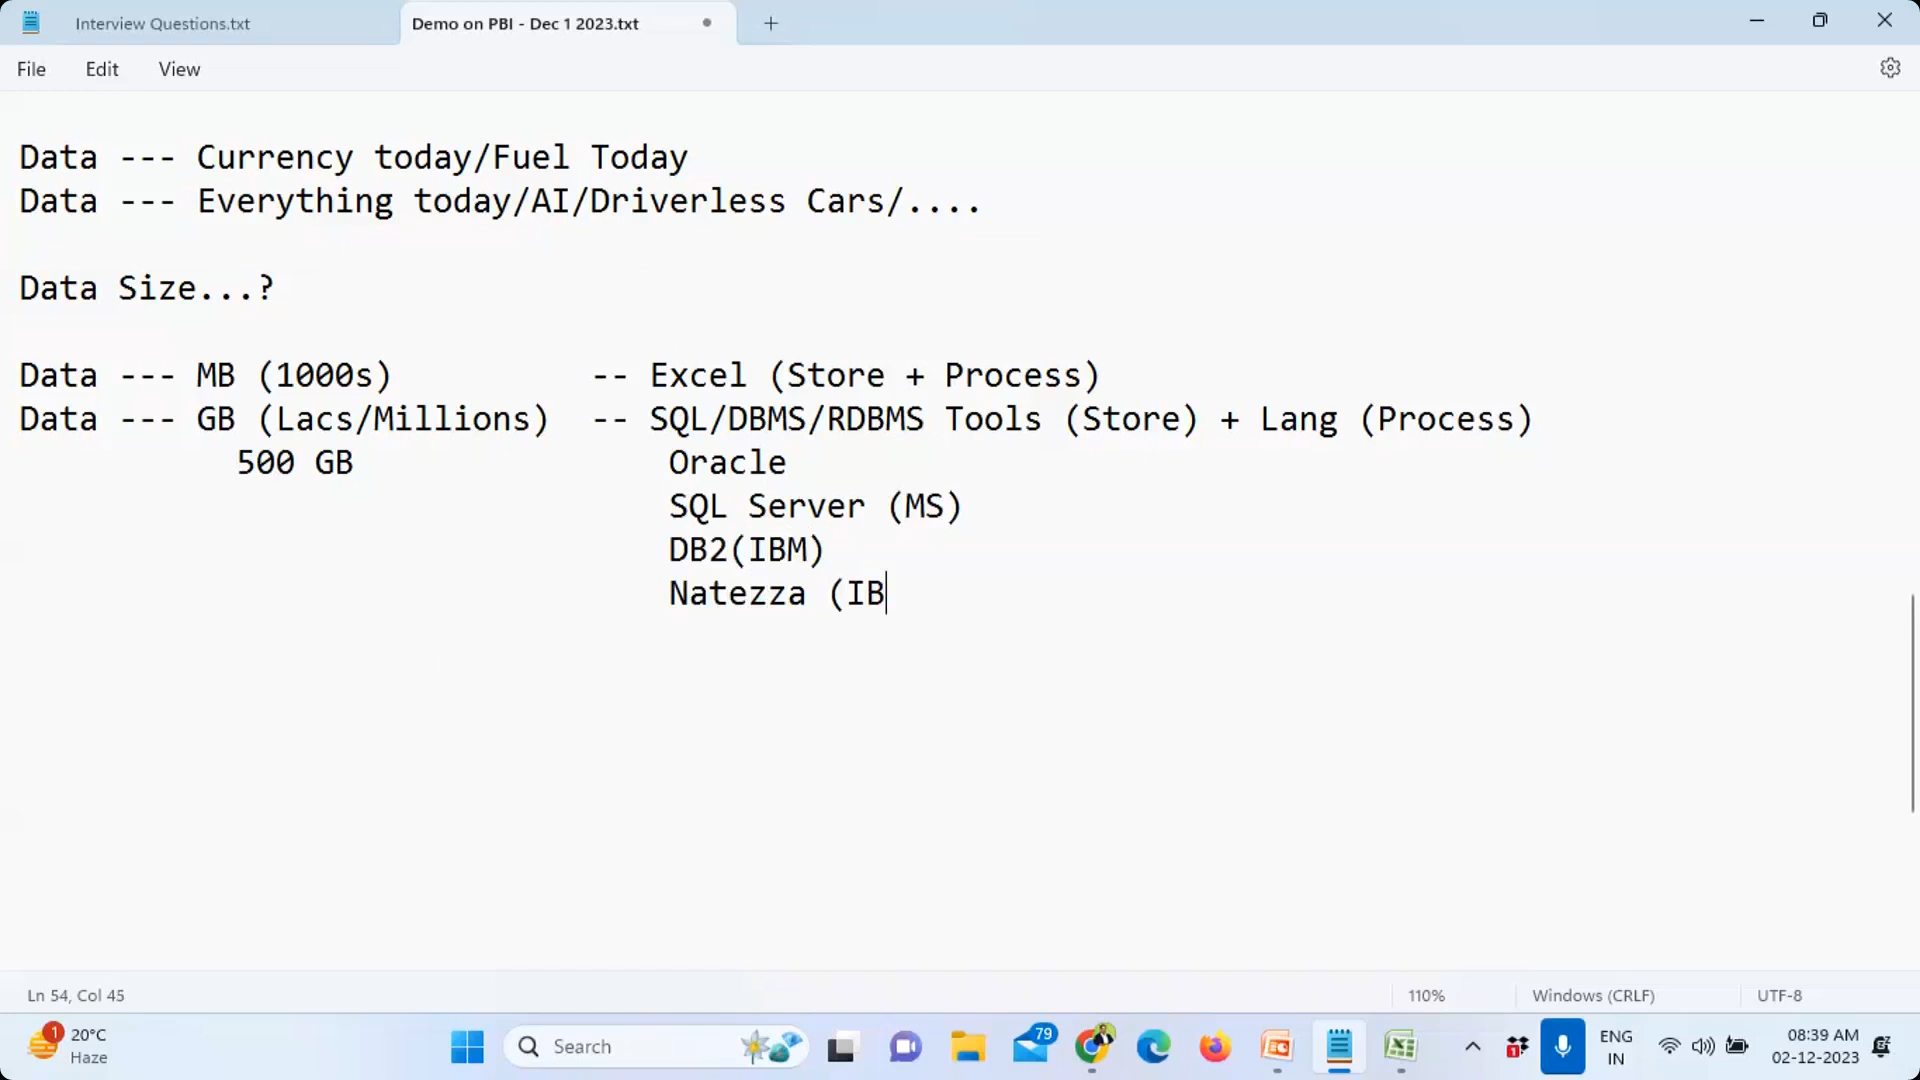 Interview Questions.txt
Demo on PBI - Dec 1 2023.txt
File Edit View
Data --- Currency today/Fuel Today
Data --- Everything today/AI/Driverless Cars/....
Data Size...?
Data --- MB (1000s) -- Excel (Store + Process)
Data --- GB (Lacs/Millions) -- SQL/DBMS/RDBMS Tools (Store) + Lang (Process)
500 GB Oracle
SQL Server (MS)
DB2(IBM)
Natezza (IB
Ln 54, Col 45 110% Windows (CRLF) UTF-8
1
20°C
Haze
Search
79
1
ENG
IN
08:39 AM
02-12-2023